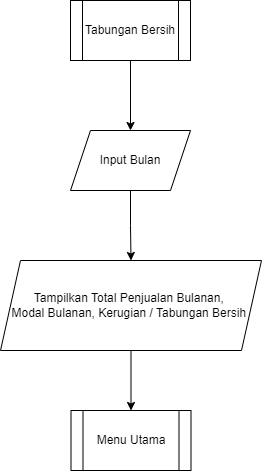 Tabungan Bersih
Input Bulan
Tampilkan Total Penjualan Bulanan,
Modal Bulanan, Kerugian / Tabungan Bersih
Menu Utama